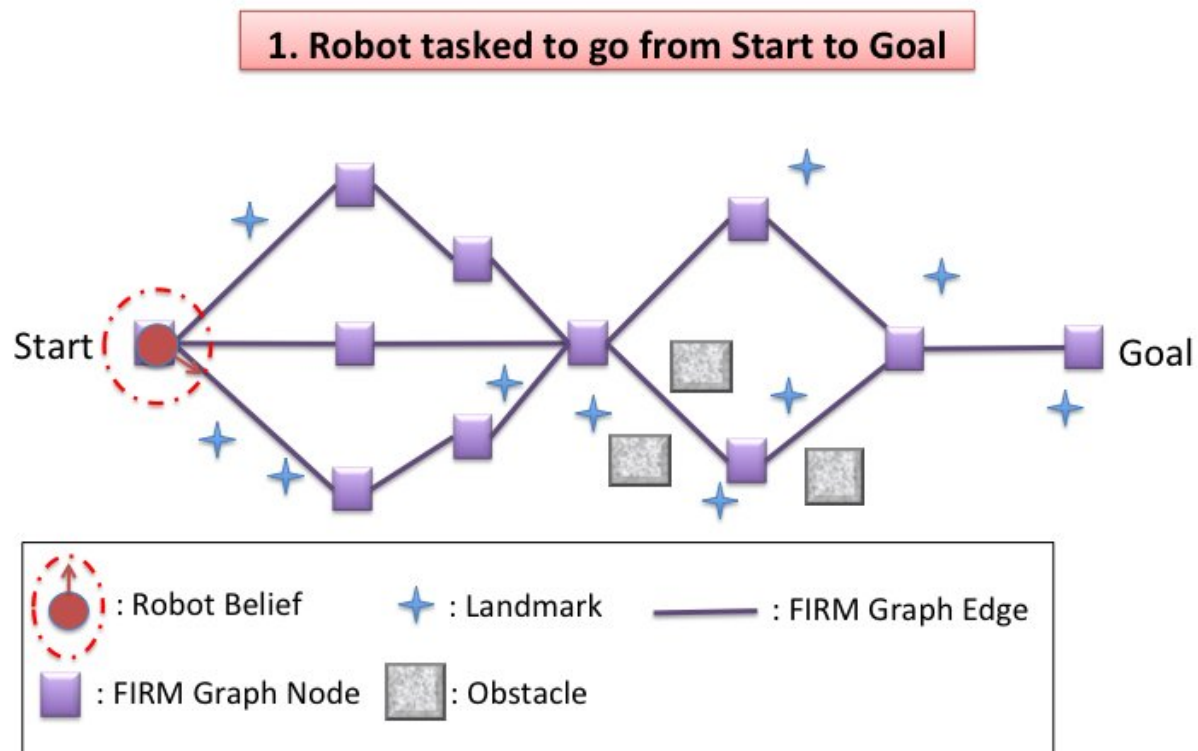 1. Robot tasked to go from Start to Goal
Start
Goal
: Robot Belief
: Landmark
: FIRM Graph Edge
: FIRM Graph Node
: Obstacle